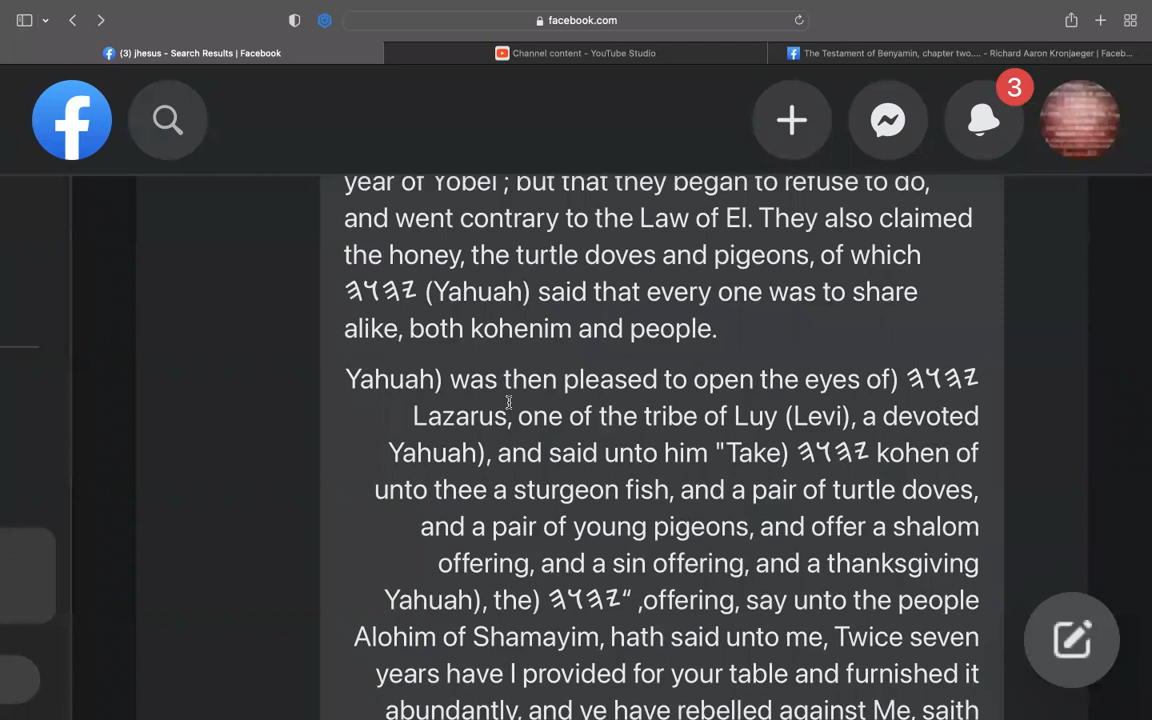 facebook.com
(3) jhesus - Search Results | Facebook
Channel content - YouTube Studio
The Testament of Benyamin, chapter two.... - Richard Aaron Kronjaeger | Faceb...
3
year of Yobel ; but that they began to refuse to do,
and went contrary to the Law of El. They also claimed
the honey, the turtle doves and pigeons, of which
𐤉𐤄𐤅𐤄 (Yahuah) said that every one was to share
alike, both kohenim and people.
Yahuah) was then pleased to open the eyes of) 𐤉𐤄𐤅𐤄
Lazarus, one of the tribe of Luy (Levi), a devoted
Yahuah), and said unto him "Take) 𐤉𐤄𐤅𐤄 kohen of
unto thee a sturgeon fish, and a pair of turtle doves,
and a pair of young pigeons, and offer a shalom
offering, and a sin offering, and a thanksgiving
Yahuah), the) 𐤉𐤄𐤅𐤄“ ,offering, say unto the people
Alohim of Shamayim, hath said unto me, Twice seven
years have I provided for your table and furnished it
abundantly, and ye have rebelled against Me, saith